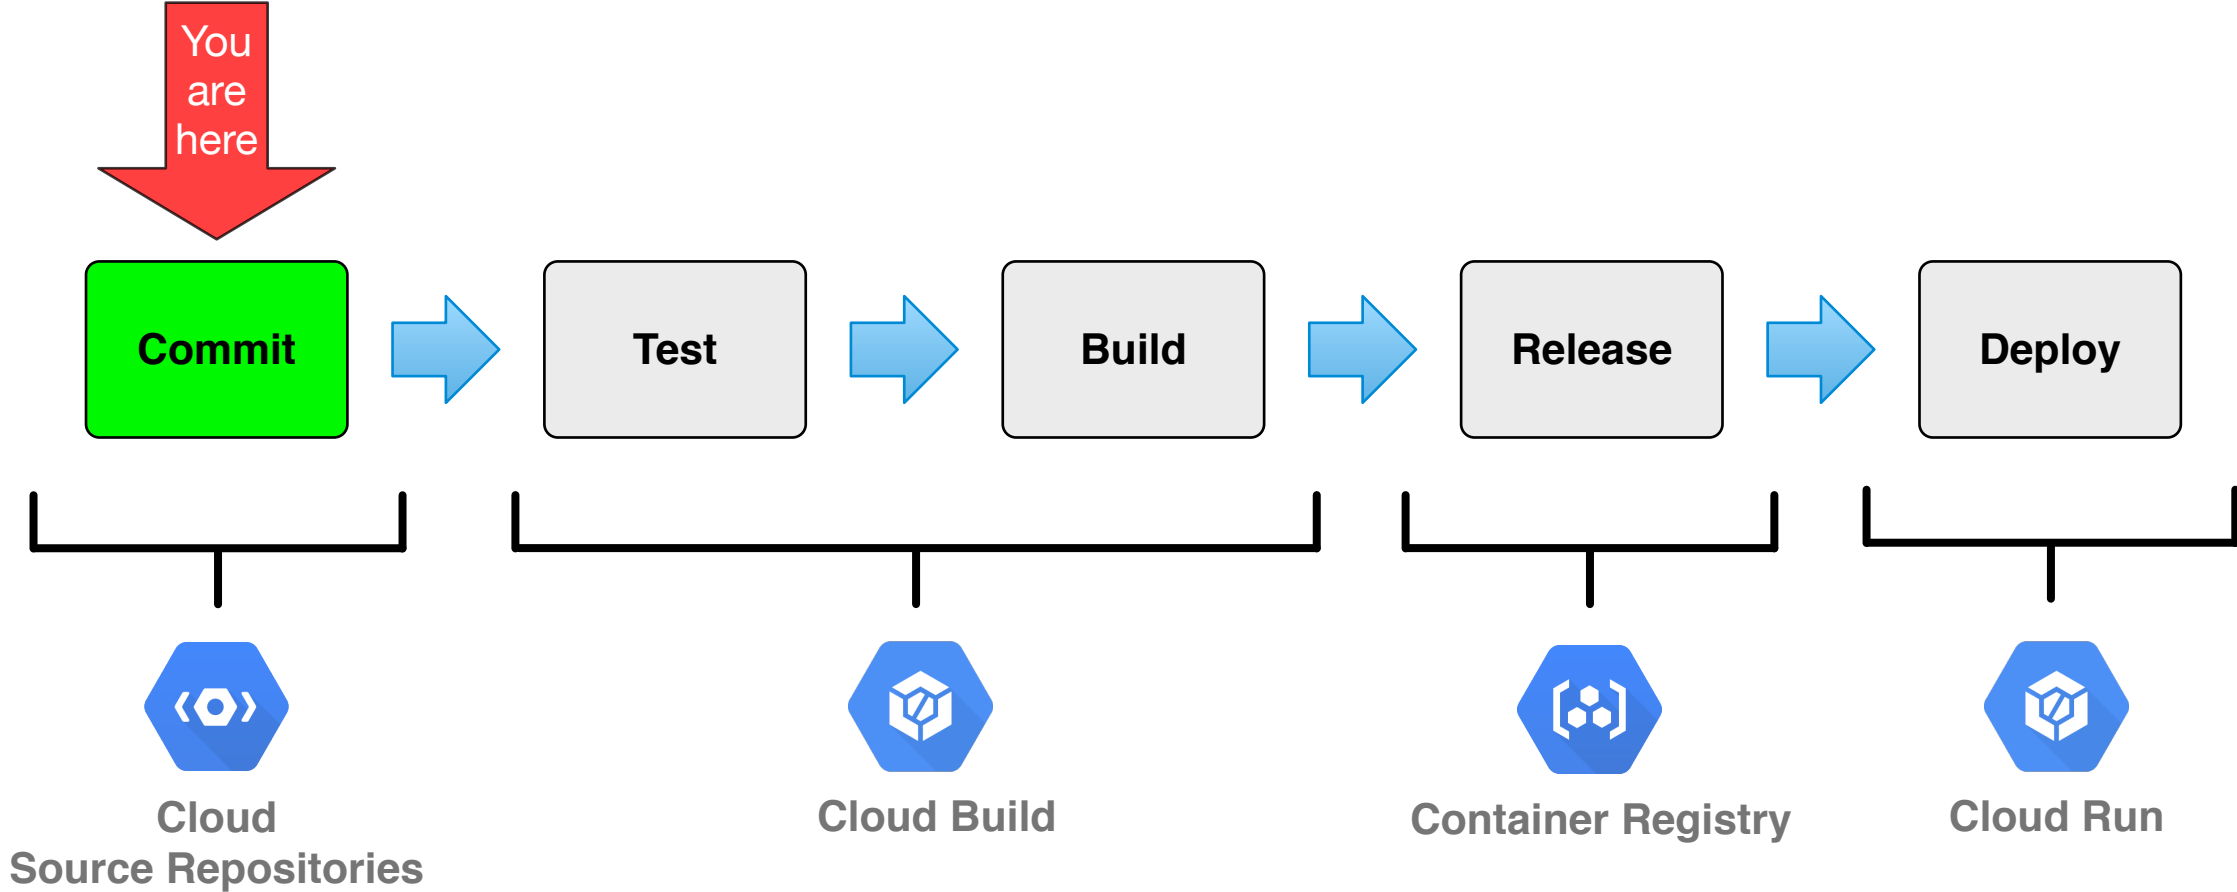 You
are
here
Commit
Test
Build
Release
Deploy
Cloud
Source Repositories
Cloud Build
Container Registry
Cloud Run